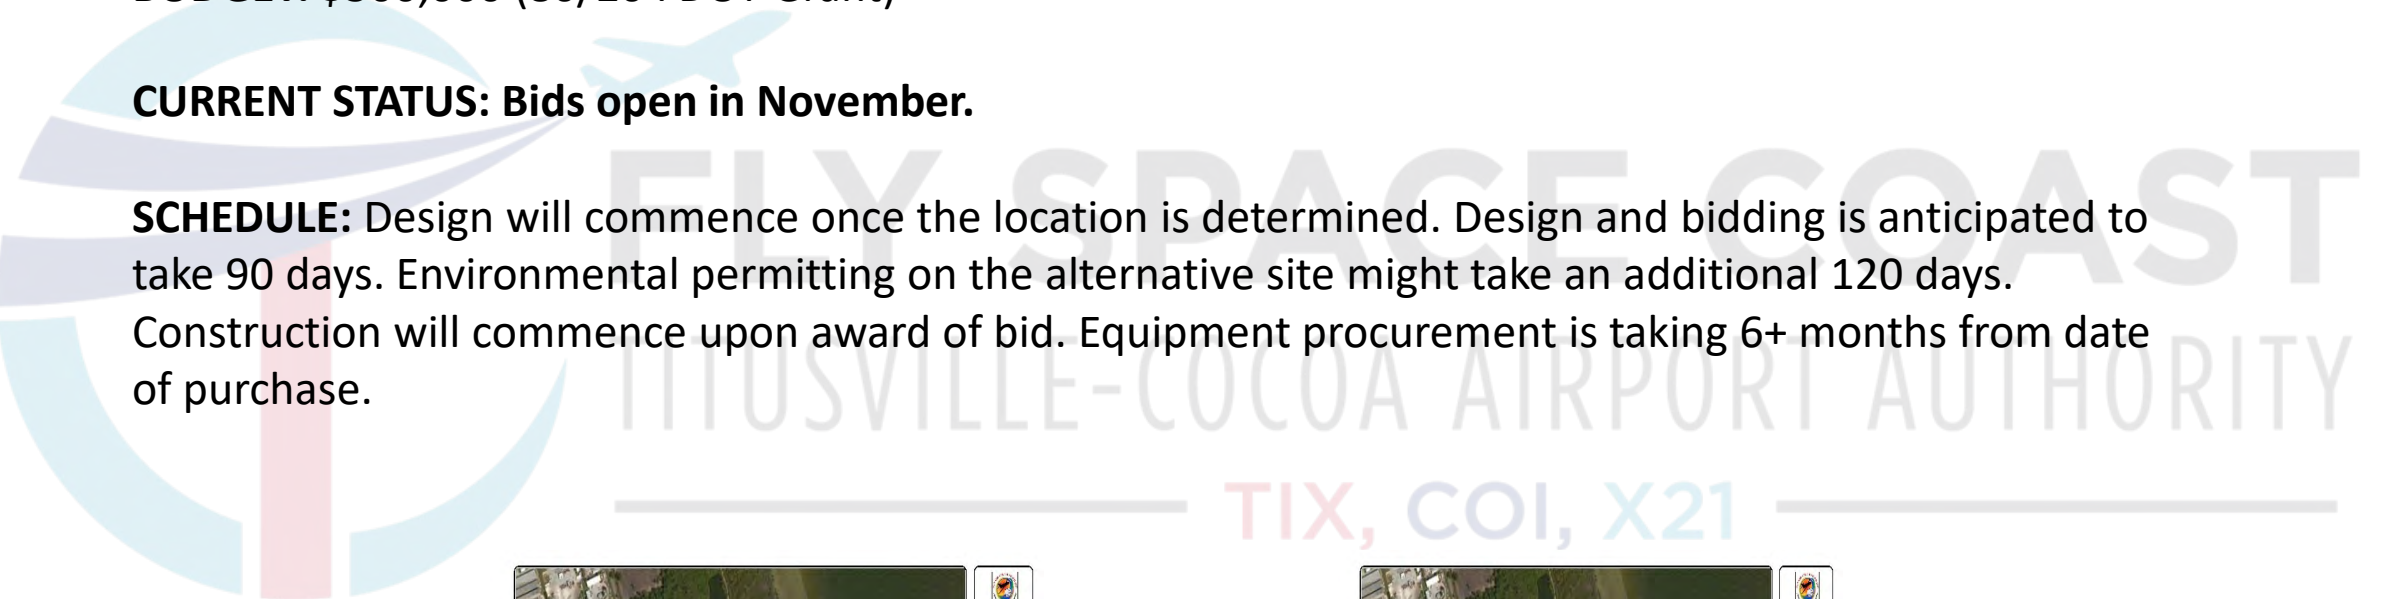 CURRENT STATUS: Bids open in November.
FLY SPACE COAST
SCHEDULE: Design will commence once the location is determined. Design and bidding is anticipated to
take 90 days. Environmental permitting on the alternative site might take an additional 120 days.
Construction will commence upon award of bid. Equipment procurement is taking 6+ months from date
of purchase.
TITUSVILLE-COCOA AIRPORT AUTHORITY
TIX, COI, X21